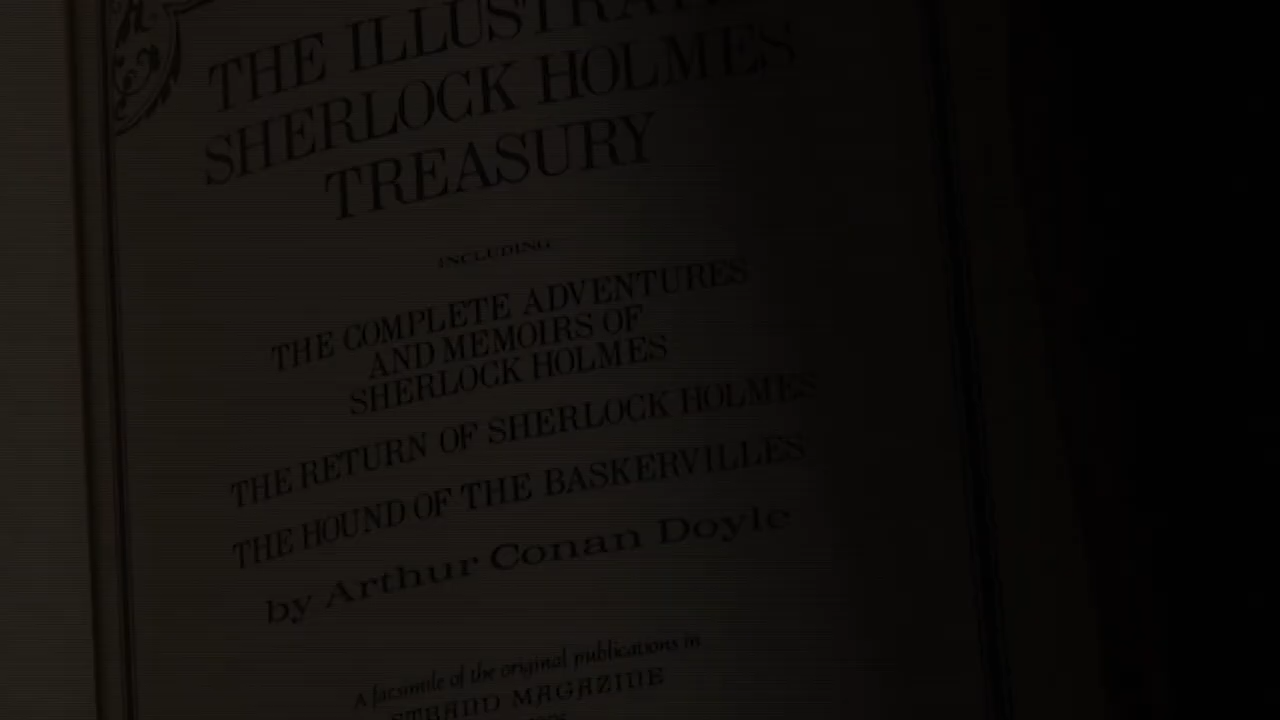 THE ILLUSTRAT
SHERLOCK HOLMES
TREASURY
INCLUDING
THE COMPLETE ADVENTURES
AND MEMOIRS OF
SHERLOCK HOLMES
THE RETURN OF SHERLOCK HOLMES
THE HOUND OF THE BASKERVILLES
by Arthur Conan Doyle
A facsimile of the original publications in
STRAND MAGAZINE